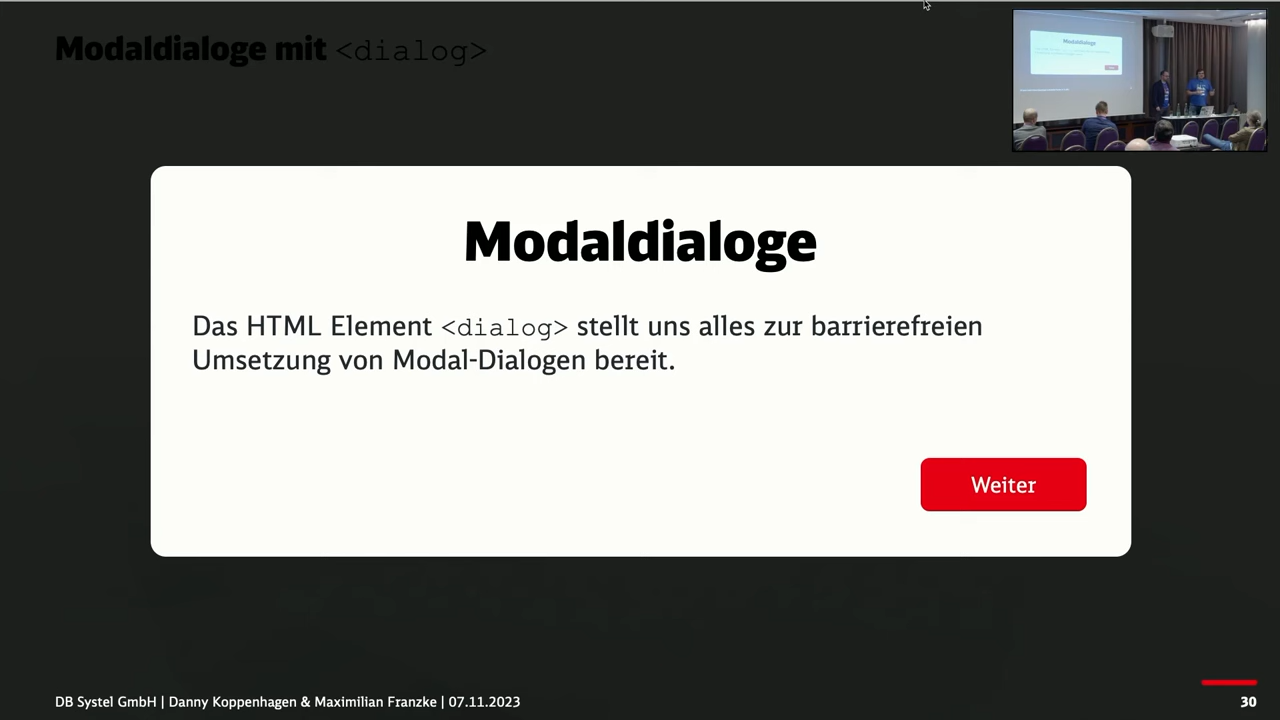 Modaldialoge mit <dialog>
Modaldialoge
Das HTML Element <dialog> stellt uns alles zur barrierefreien
Umsetzung von Modal-Dialogen bereit.
Weiter
DB Systel GmbH | Danny Koppenhagen & Maximilian Franzke | 07.11.2023
30